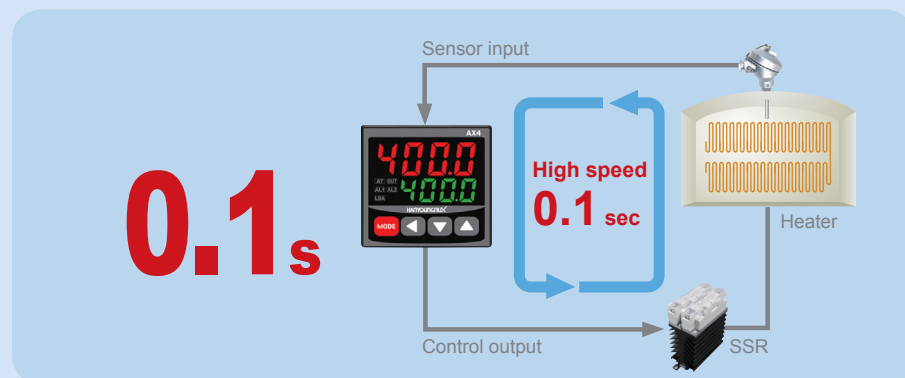 Sensor input
AX4
400.0
AT OUT
AL1 AL2
400.0
LBA
HANYOUNGNUX
MODE
0.1s
High speed
0.1 sec
Heater
Control output
SSR